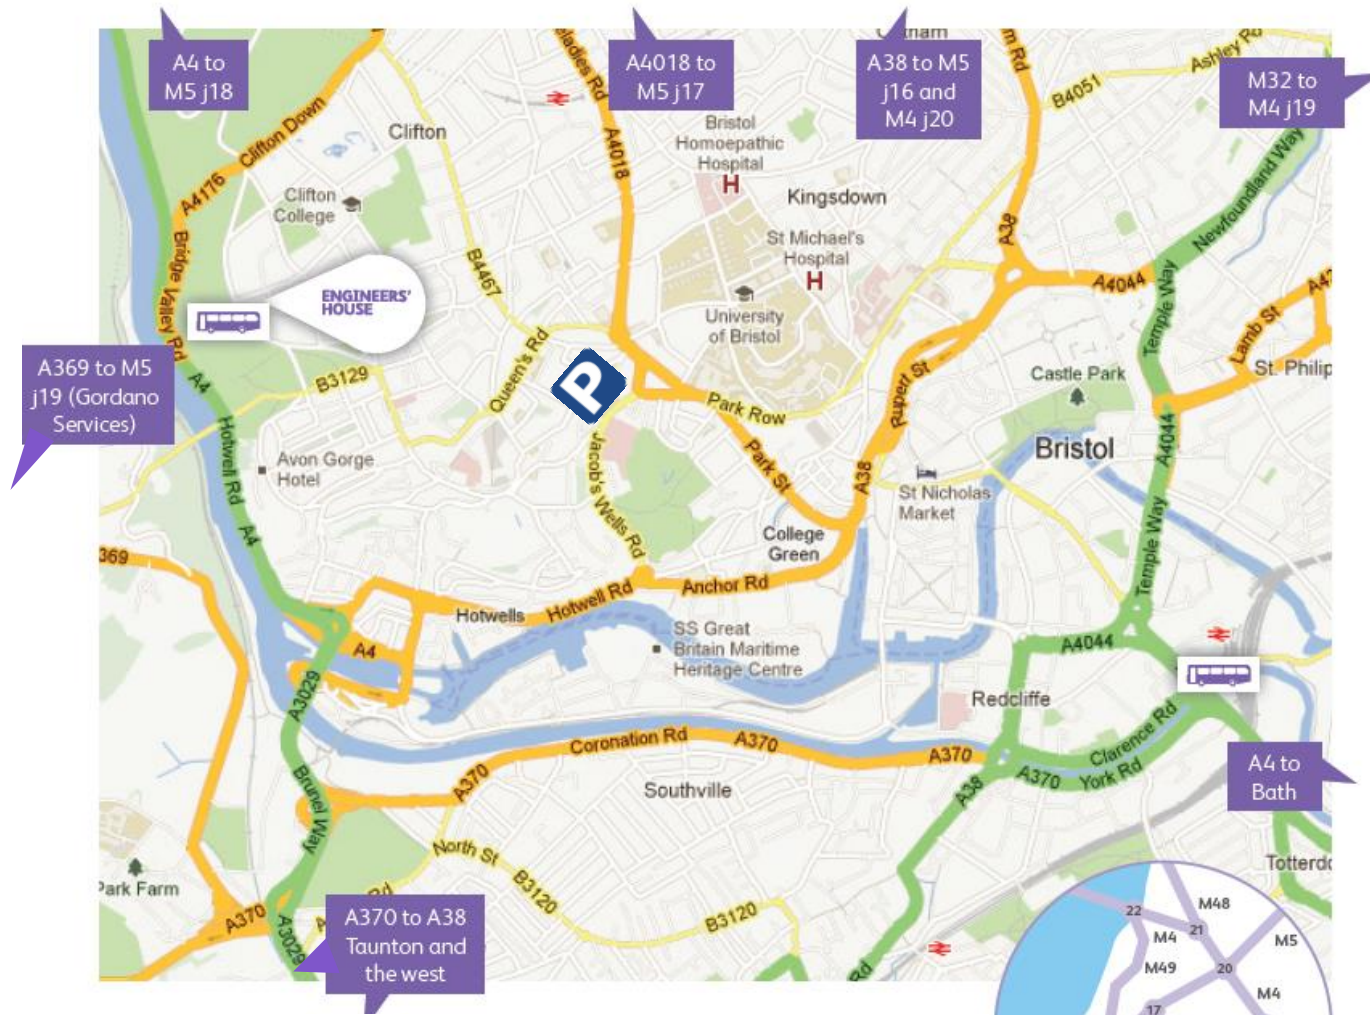 A4 to
M5 j18
A4018 to
M5 j17
A38 to M5
j16 and
M4 j20
M32 to
M4 j19
Ashley Rd
B4051
A4018
Clifton
Clifton Down
A4176
Clifton
College
Bristol
Homoepathic
Hospital
H
Kingsdown
St Michael's
Hospital
H
University
of Bristol
A38
A4044
Newfoundland Way
Temple Way
Lamb St
St. Philip
Bridge Valley Rd
B4467
ENGINEERS'
HOUSE
A369 to M5
j19 (Gordano
Services)
A4
B3129
Queen's Rd
P
Park Row
Rupert St
Castle Park
Bristol
A4044
Hotwell Rd
Avon Gorge
Hotel
Jacob's Wells Rd
Park St
A38
St Nicholas
Market
College
Green
Temple Way
A4
369
Hotwells
Hotwell Rd
Anchor Rd
A4
SS Great
Britain Maritime
Heritage Centre
A4044
A3029
Redcliffe
Coronation Rd
A370
A370
Clarence Rd
York Rd
A370
A38
A4 to
Bath
Southville
A370
Brunel Way
North St
B3120
B3120
Park Farm
A370
A3029
Rd
A370 to A38
Taunton and
the west
Rd
22
M48
M4
21
M5
M49
20
M4
17